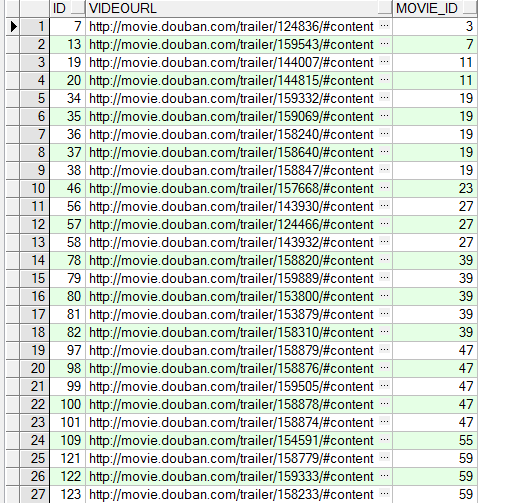 ID VIDEOURL MOVIE_ID
1 7 http://movie.douban.com/trailer/124836/#content ... 3
2 13 http://movie.douban.com/trailer/159543/#content ... 7
3 19 http://movie.douban.com/trailer/144007/#content ... 11
4 20 http://movie.douban.com/trailer/144815/#content ... 11
5 34 http://movie.douban.com/trailer/159332/#content ... 19
6 35 http://movie.douban.com/trailer/159069/#content ... 19
7 36 http://movie.douban.com/trailer/158240/#content ... 19
8 37 http://movie.douban.com/trailer/158640/#content ... 19
9 38 http://movie.douban.com/trailer/158847/#content ... 19
10 46 http://movie.douban.com/trailer/157668/#content ... 23
11 56 http://movie.douban.com/trailer/143930/#content ... 27
12 57 http://movie.douban.com/trailer/124466/#content ... 27
13 58 http://movie.douban.com/trailer/143932/#content ... 27
14 78 http://movie.douban.com/trailer/158820/#content ... 39
15 79 http://movie.douban.com/trailer/159889/#content ... 39
16 80 http://movie.douban.com/trailer/153800/#content ... 39
17 81 http://movie.douban.com/trailer/153879/#content ... 39
18 82 http://movie.douban.com/trailer/158310/#content ... 39
19 97 http://movie.douban.com/trailer/158879/#content ... 47
20 98 http://movie.douban.com/trailer/158876/#content ... 47
21 99 http://movie.douban.com/trailer/159505/#content ... 47
22 100 http://movie.douban.com/trailer/158878/#content ... 47
23 101 http://movie.douban.com/trailer/158874/#content ... 47
24 109 http://movie.douban.com/trailer/154591/#content ... 55
25 121 http://movie.douban.com/trailer/158779/#content ... 59
26 122 http://movie.douban.com/trailer/159333/#content ... 59
27 123 http://movie.douban.com/trailer/158233/#content ... 59